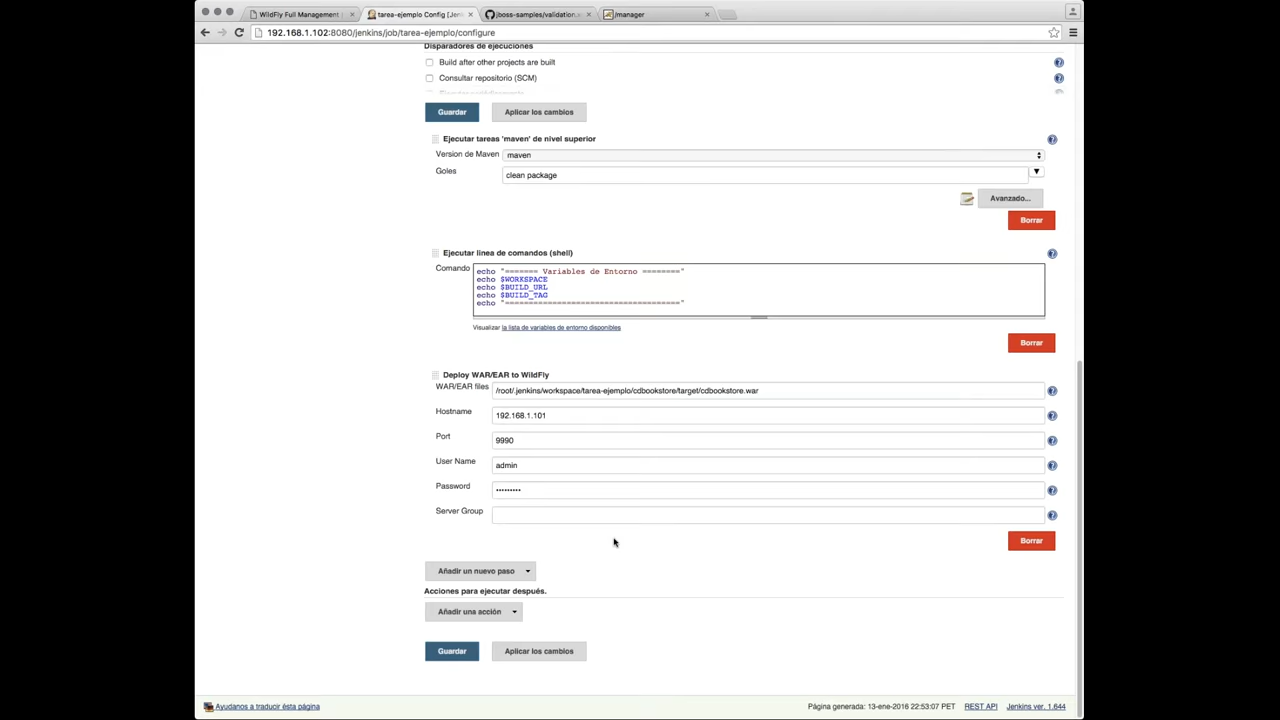 WildFly Full Management
tarea-ejemplo Config [Jen
jboss-samples/validation.x
/manager
192.168.1.102:8080/jenkins/job/tarea-ejemplo/configure
Disparadores de ejecuciones
Build after other projects are built
Consultar repositorio (SCM)
Guardar
Aplicar los cambios
Ejecutar tareas 'maven' de nivel superior
Version de Maven
maven
Goles
clean package
Avanzado...
Borrar
Ejecutar linea de comandos (shell)
Comando
echo "======= Variables de Entorno ========"
echo $WORKSPACE
echo $BUILD_URL
echo $BUILD_TAG
echo "===================================="
Visualizar la lista de variables de entorno disponibles
Borrar
Deploy WAR/EAR to WildFly
WAR/EAR files
/root/.jenkins/workspace/tarea-ejemplo/cdbookstore/target/cdbookstore.war
Hostname
192.168.1.101
Port
9990
User Name
admin
Password
•••••••••
Server Group
Borrar
Añadir un nuevo paso
Acciones para ejecutar después.
Añadir una acción
Guardar
Aplicar los cambios
Ayudanos a traducir ésta página
Página generada: 13-ene-2016 22:53:07 PET
REST API
Jenkins ver. 1.644